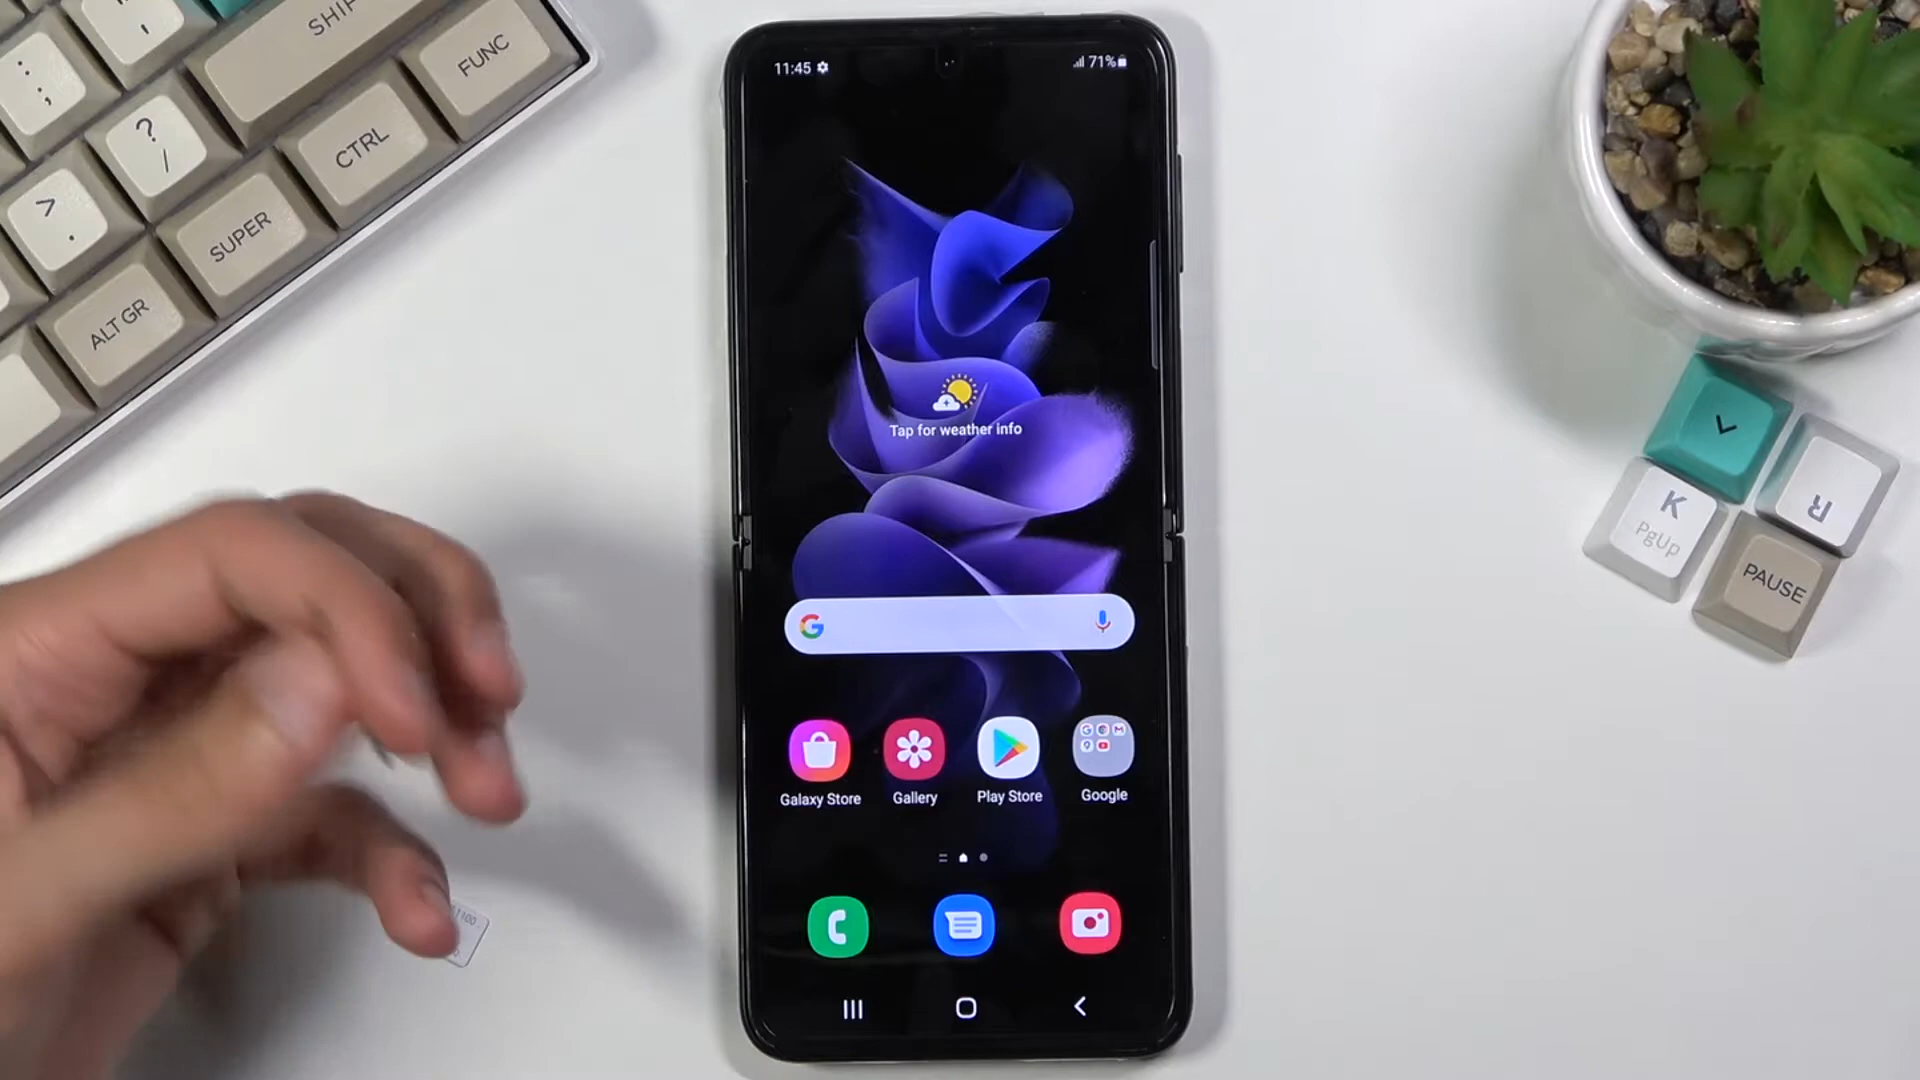 ;
:
'
SHIF
FUNC
?
/
CTRL
>
.
SUPER
ALT GR
11:45
71%
Tap for weather info
G
Galaxy Store
Gallery
Play Store
Google
K
PgUp
R
PAUSE
1100